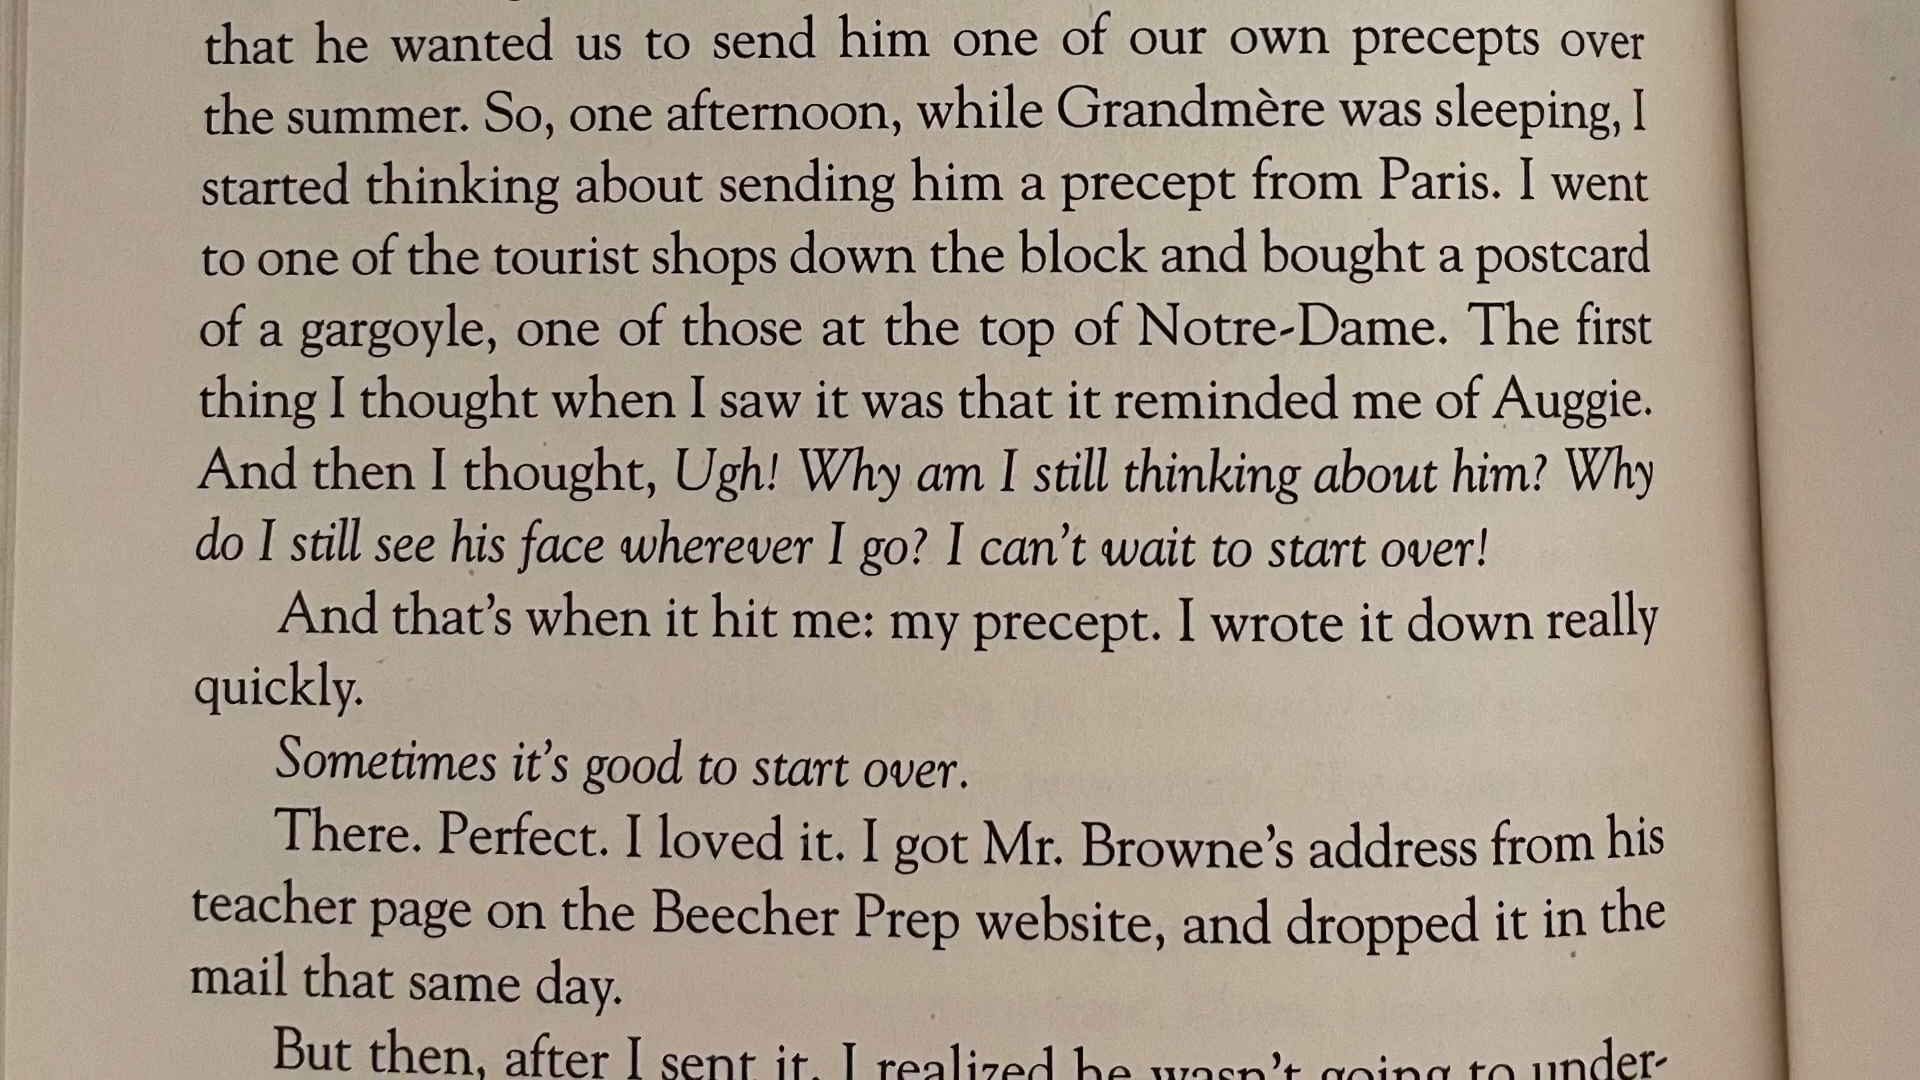 that he wanted us to send him one of our own precepts over
the summer. So, one afternoon, while Grandmère was sleeping, I
started thinking about sending him a precept from Paris. I went
to one of the tourist shops down the block and bought a postcard
of a gargoyle, one of those at the top of Notre-Dame. The first
thing I thought when I saw it was that it reminded me of Auggie.
And then I thought, Ugh! Why am I still thinking about him? Why
do I still see his face wherever I go? I can't wait to start over!
And that's when it hit me: my precept. I wrote it down really
quickly.
Sometimes it's good to start over.
There. Perfect. I loved it. I got Mr. Browne's address from his
teacher page on the Beecher Prep website, and dropped it in the
mail that same day.
But then, after I sent it, I realized he wasn't going to under-